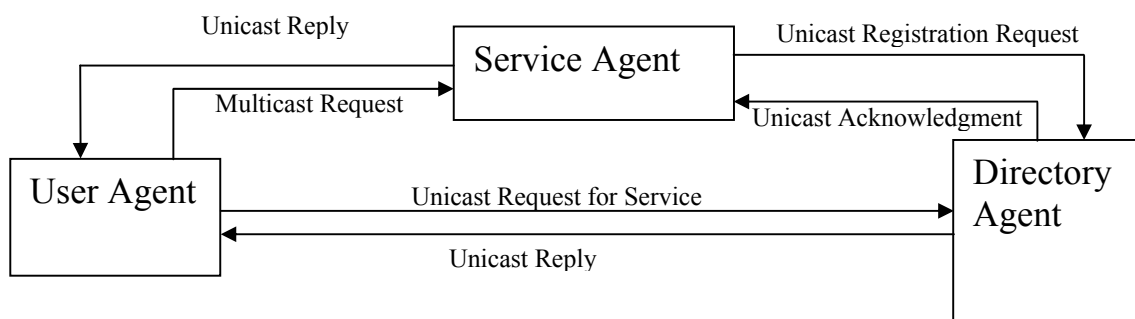 Unicast Reply
Unicast Registration Request
Service Agent
Multicast Request
Unicast Acknowledgment
User Agent
Directory
Agent
Unicast Request for Service
Unicast Reply